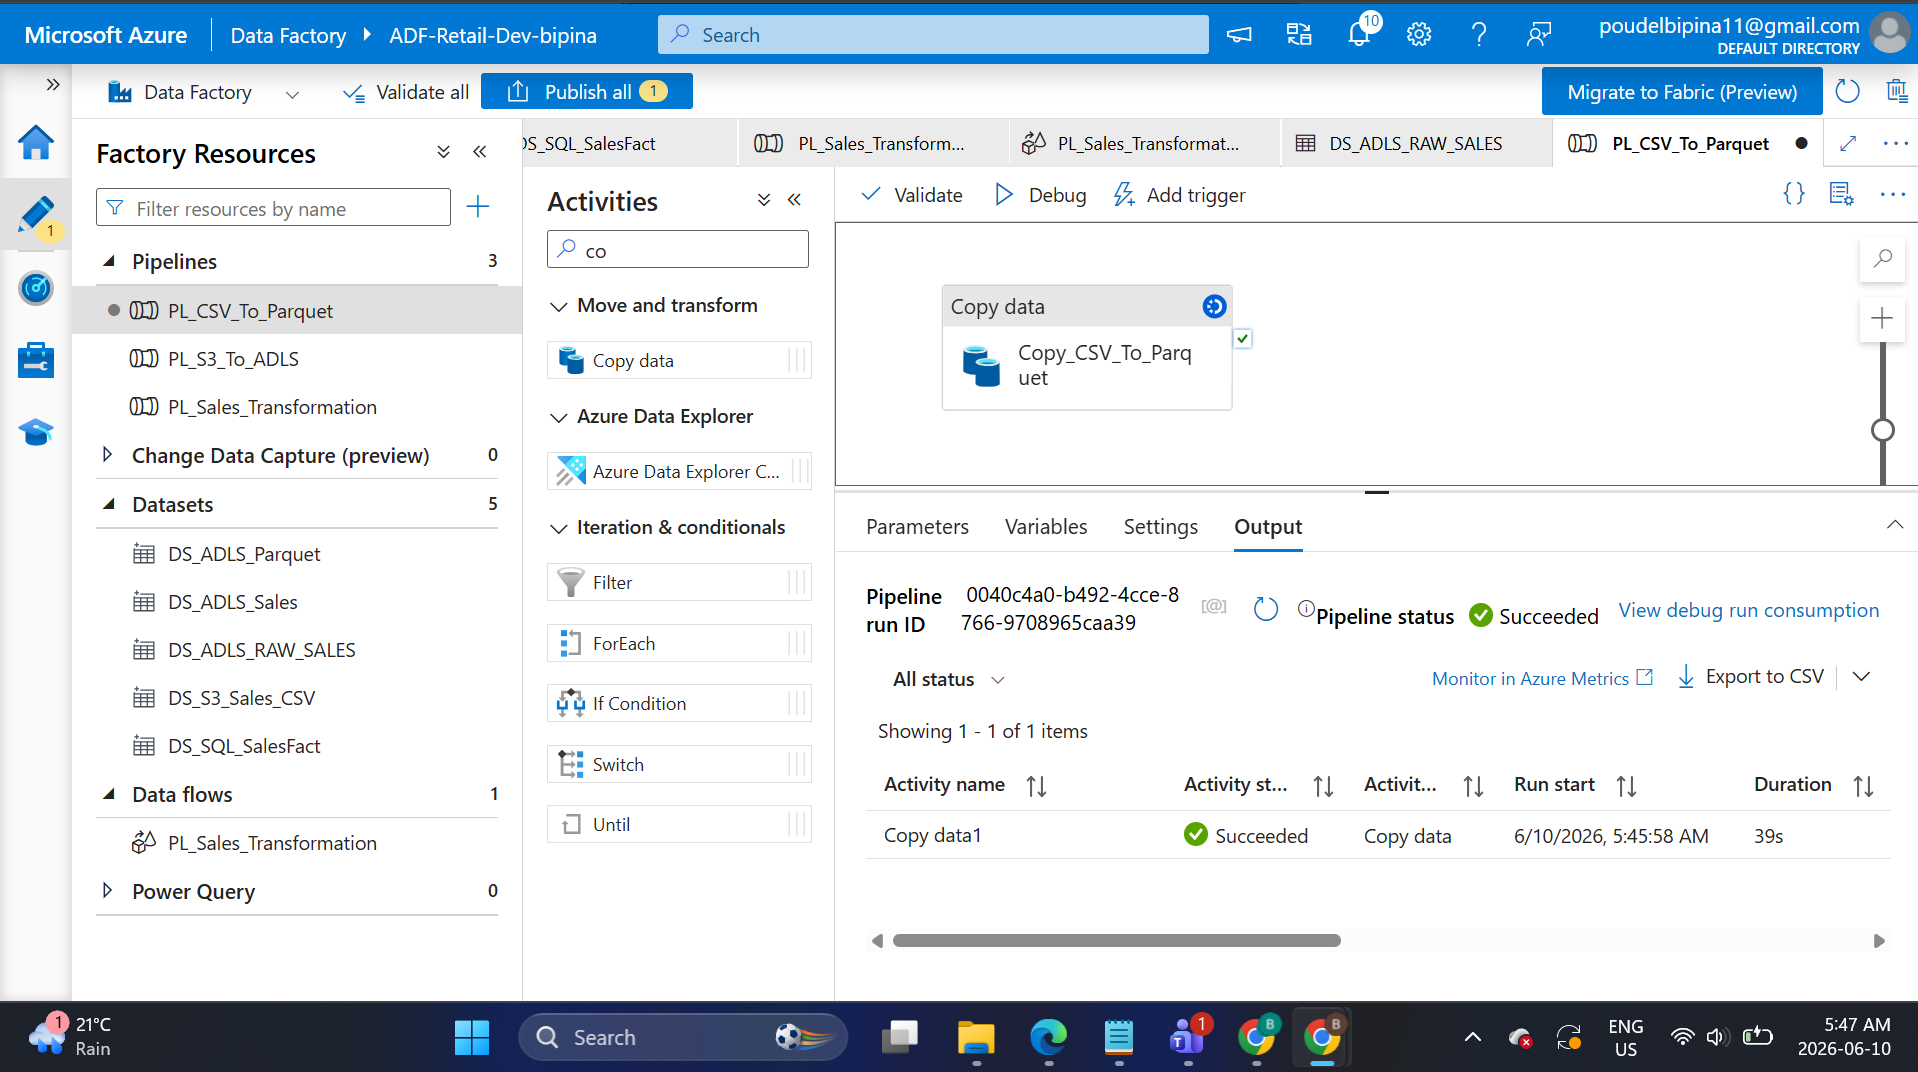 Microsoft Azure
Data Factory
ADF-Retail-Dev-bipina
Search
10
poudelbipina11@gmail.com
DEFAULT DIRECTORY
Data Factory
Validate all
Publish all 1
Migrate to Fabric (Preview)
1
Factory Resources
Filter resources by name
Pipelines 3
PL_CSV_To_Parquet
PL_S3_To_ADLS
PL_Sales_Transformation
Change Data Capture (preview) 0
Datasets 5
DS_ADLS_Parquet
DS_ADLS_Sales
DS_ADLS_RAW_SALES
DS_S3_Sales_CSV
DS_SQL_SalesFact
Data flows 1
PL_Sales_Transformation
Power Query 0
DS_SQL_SalesFact
PL_Sales_Transform...
PL_Sales_Transformat...
DS_ADLS_RAW_SALES
PL_CSV_To_Parquet
Activities
co
Move and transform
Copy data
Azure Data Explorer
Azure Data Explorer C...
Iteration & conditionals
Filter
ForEach
If Condition
Switch
Until
Validate
Debug
Add trigger
Copy data
Copy_CSV_To_Parq
uet
Parameters
Variables
Settings
Output
Pipeline
run ID
0040c4a0-b492-4cce-8
766-9708965caa39
[@]
Pipeline status
Succeeded
View debug run consumption
All status
Monitor in Azure Metrics
Export to CSV
Showing 1 - 1 of 1 items
Activity name
Activity st...
Activit...
Run start
Duration
Copy data1
Succeeded
Copy data
6/10/2026, 5:45:58 AM
39s
1
21°C
Rain
Search
T
1
B
B
ENG
US
5:47 AM
2026-06-10